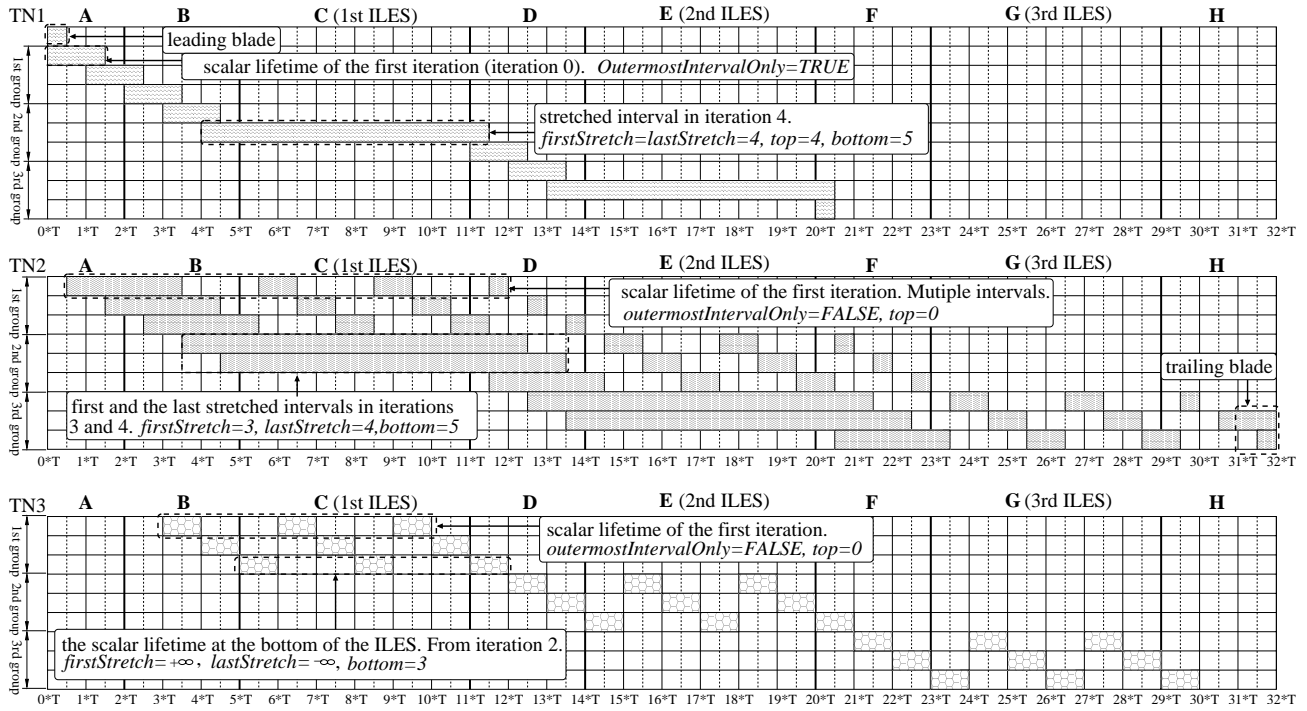 TN1 A B C (1st ILES) D E (2nd ILES) F G (3rd ILES) H
leading blade
scalar lifetime of the first iteration (iteration 0). OutermostIntervalOnly=TRUE
stretched interval in iteration 4.
firstStretch=lastStretch=4, top=4, bottom=5
1st group
2nd group
3rd group
0*T 1*T 2*T 3*T 4*T 5*T 6*T 7*T 8*T 9*T 10*T 11*T 12*T 13*T 14*T 15*T 16*T 17*T 18*T 19*T 20*T 21*T 22*T 23*T 24*T 25*T 26*T 27*T 28*T 29*T 30*T 31*T 32*T
TN2 A B C (1st ILES) D E (2nd ILES) F G (3rd ILES) H
scalar lifetime of the first iteration. Mutiple intervals.
outermostIntervalOnly=FALSE, top=0
trailing blade
first and the last stretched intervals in iterations
3 and 4. firstStretch=3, lastStretch=4,bottom=5
1st group
2nd group
3rd group
0*T 1*T 2*T 3*T 4*T 5*T 6*T 7*T 8*T 9*T 10*T 11*T 12*T 13*T 14*T 15*T 16*T 17*T 18*T 19*T 20*T 21*T 22*T 23*T 24*T 25*T 26*T 27*T 28*T 29*T 30*T 31*T 32*T
TN3 A B C (1st ILES) D E (2nd ILES) F G (3rd ILES) H
scalar lifetime of the first iteration.
outermostIntervalOnly=FALSE, top=0
the scalar lifetime at the bottom of the ILES. From iteration 2.
firstStretch=+∞, lastStretch=-∞, bottom=3
1st group
2nd group
3rd group
0*T 1*T 2*T 3*T 4*T 5*T 6*T 7*T 8*T 9*T 10*T 11*T 12*T 13*T 14*T 15*T 16*T 17*T 18*T 19*T 20*T 21*T 22*T 23*T 24*T 25*T 26*T 27*T 28*T 29*T 30*T 31*T 32*T